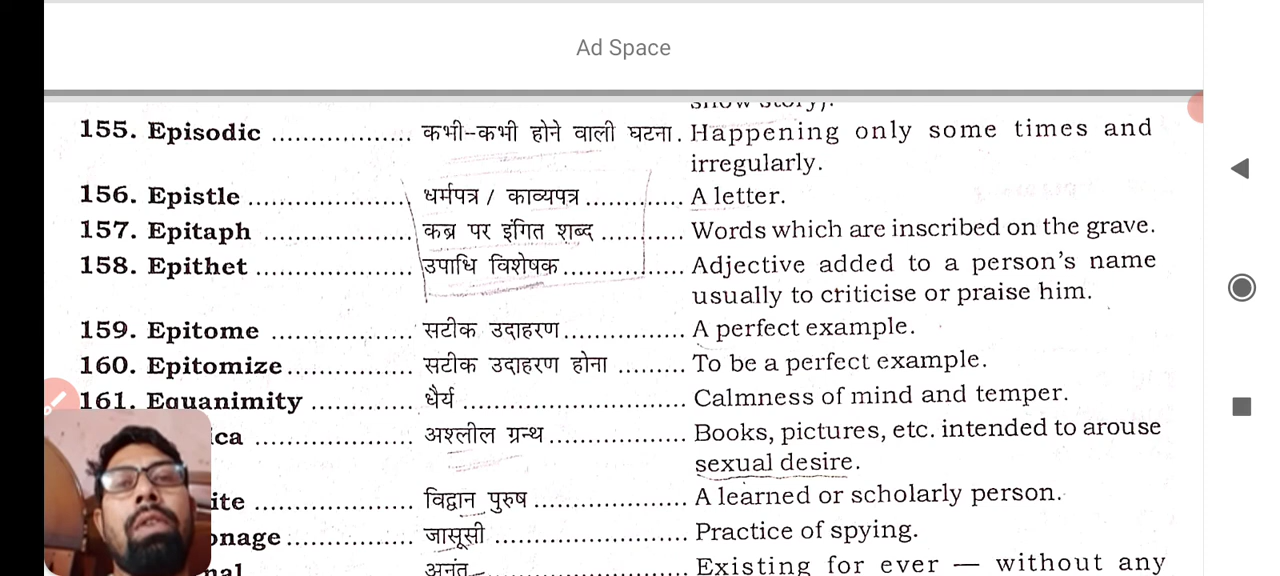 Ad Space
155. Episodic .................. कभी-कभी होने वाली घटना. Happening only some times and
irregularly.
156. Epistle .................... धर्मपत्र / काव्यपत्र ............ A letter.
157. Epitaph .................. कब्र पर इंगित शब्द .......... Words which are inscribed on the grave.
158. Epithet ................... उपाधि विशेषक ............... Adjective added to a person's name
usually to criticise or praise him.
159. Epitome .................. सटीक उदाहरण ............... A perfect example.
160. Epitomize ............... सटीक उदाहरण होना ......... To be a perfect example.
161. Equanimity ............ धैर्य ............................ Calmness of mind and temper.
ica ................... अश्लील ग्रन्थ ................. Books, pictures, etc. intended to arouse
sexual desire.
ite ................... विद्वान पुरुष .................... A learned or scholarly person.
onage ............... जासूसी ......................... Practice of spying.
nal अनंत Existing for ever — without any